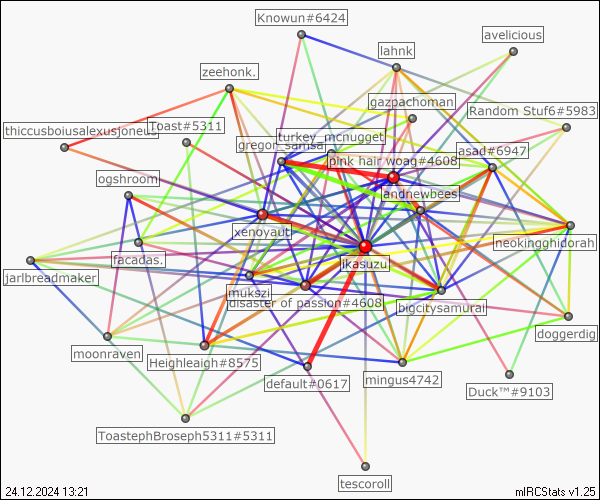 Knowun#6424
avelicious
lahnk
zeehonk.
gazpachoman
Random Stuf6#5983
Toast#5311
thiccusboiusalexusjoneus
turkey_mcnugget
gregor_samsa
asad#6947
pink hair woag#4608
ogshroom
andnewbees
xenoyaut
neokingghidorah
facadas.
ikasuzu
jarlbreadmaker
imukszi
disaster of passion#4608
bigcitysamurai
doggerdig
moonraven
Heighleaigh#8575
default#0617
mingus4742
Duck™#9103
ToastephBroseph5311#5311
tescoroll
24.12.2024 13:21
mIRCStats v1.25